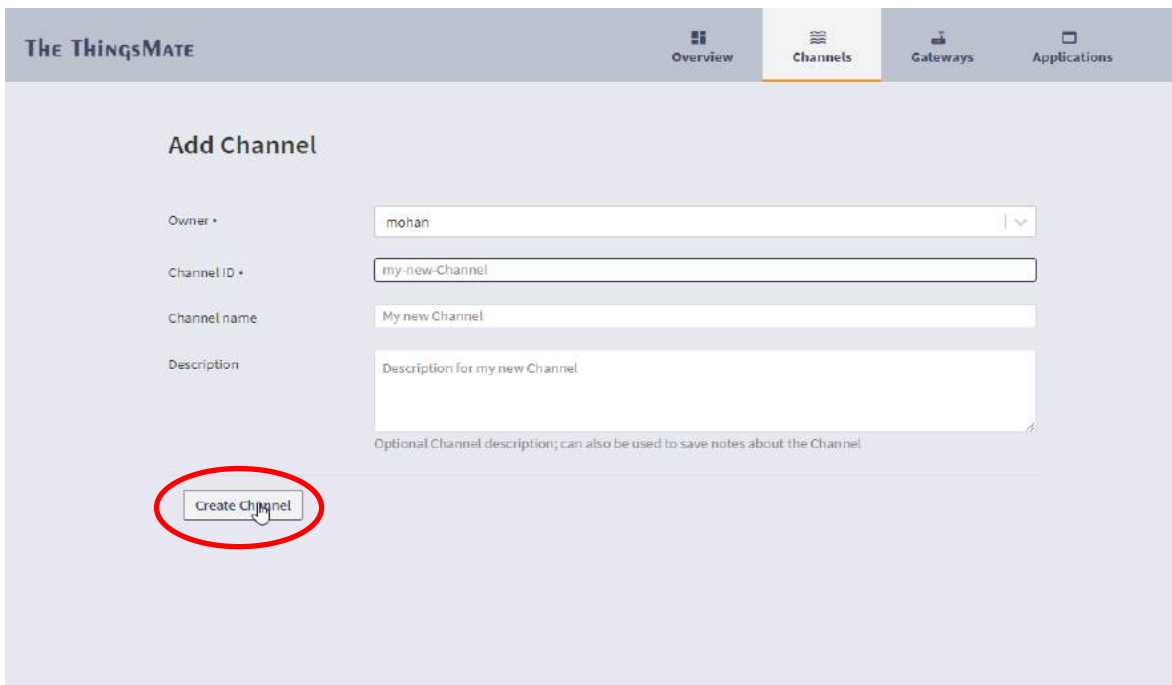 The ThingsMate
Overview
Channels
Gateways
Applications
Add Channel
Owner •
mohan
Channel ID •
my-new-Channel
Channel name
My new Channel
Description
Description for my new Channel
Optional Channel description; can also be used to save notes about the Channel
Create Channel